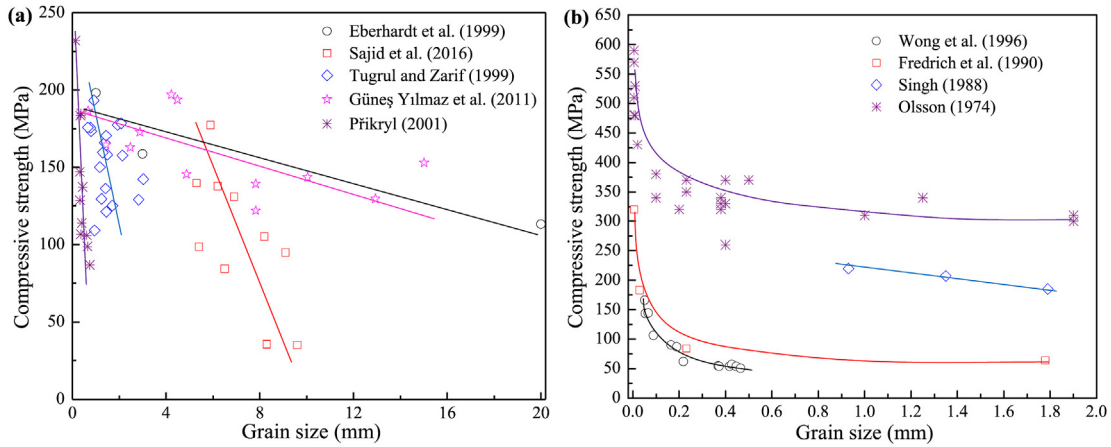 (a)
Eberhardt et al. (1999)
Sajid et al. (2016)
Tugrul and Zarif (1999)
Güneş Yılmaz et al. (2011)
Přikryl (2001)
Compressive strength (MPa)
250
200
150
100
50
0
0 4 8 12 16 20
Grain size (mm)
(b)
Wong et al. (1996)
Fredrich et al. (1990)
Singh (1988)
Olsson (1974)
Compressive strength (MPa)
650
600
550
500
450
400
350
300
250
200
150
100
50
0
0.0 0.2 0.4 0.6 0.8 1.0 1.2 1.4 1.6 1.8 2.0
Grain size (mm)